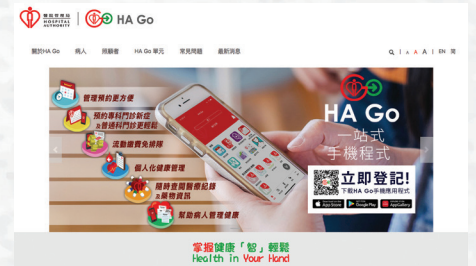 醫院管理局
HOSPITAL
AUTHORITY
HA Go
關於HA Go 病人 照顧者 HA Go 單元 常見問題 最新消息
A A A EN 简
管理預約更方便
預約專科門診新症
及普通科門診更輕鬆
流動繳費免排隊
個人化健康管理
隨時查閱醫療紀錄
及藥物資訊
幫助病人管理健康
HA Go
一站式
手機程式
立即登記!
下載HA Go手機應用程式
App Store
Google Play
AppGallery
掌握健康「智」輕鬆
Health in Your Hand